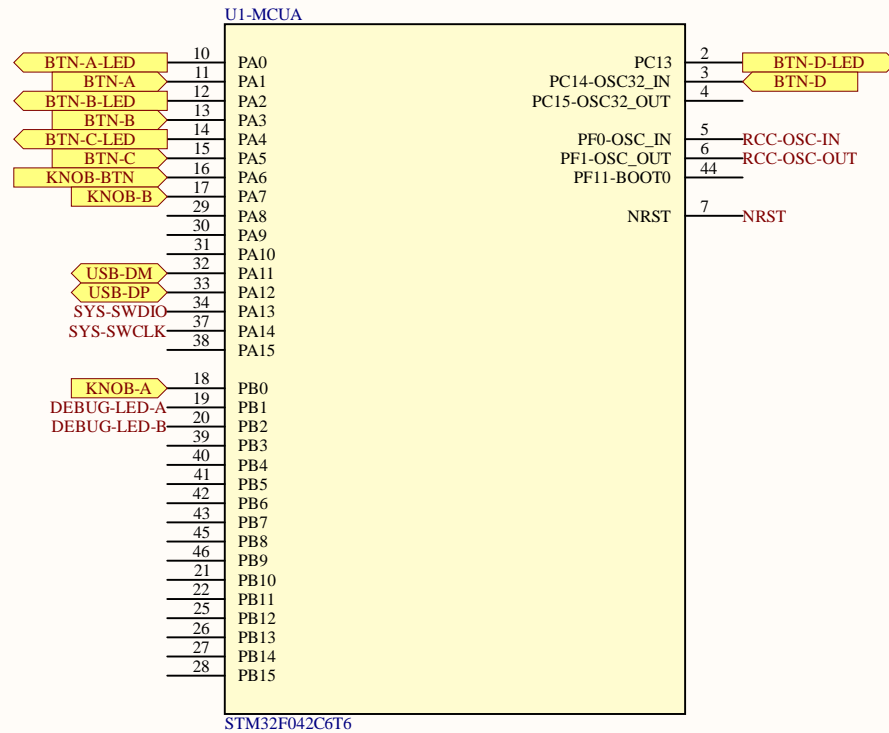 U1-MCUA
BTN-A-LED 10 PA0 PC13 2 BTN-D-LED
BTN-A 11 PA1 PC14-OSC32_IN 3 BTN-D
BTN-B-LED 12 PA2 PC15-OSC32_OUT 4
BTN-B 13 PA3
BTN-C-LED 14 PA4 PF0-OSC_IN 5 RCC-OSC-IN
BTN-C 15 PA5 PF1-OSC_OUT 6 RCC-OSC-OUT
KNOB-BTN 16 PA6 PF11-BOOT0 44
KNOB-B 17 PA7
29 PA8 NRST 7 NRST
30 PA9
31 PA10
USB-DM 32 PA11
USB-DP 33 PA12
SYS-SWDIO 34 PA13
SYS-SWCLK 37 PA14
38 PA15
KNOB-A 18 PB0
DEBUG-LED-A 19 PB1
DEBUG-LED-B 20 PB2
39 PB3
40 PB4
41 PB5
42 PB6
43 PB7
45 PB8
46 PB9
21 PB10
22 PB11
25 PB12
26 PB13
27 PB14
28 PB15
STM32F042C6T6